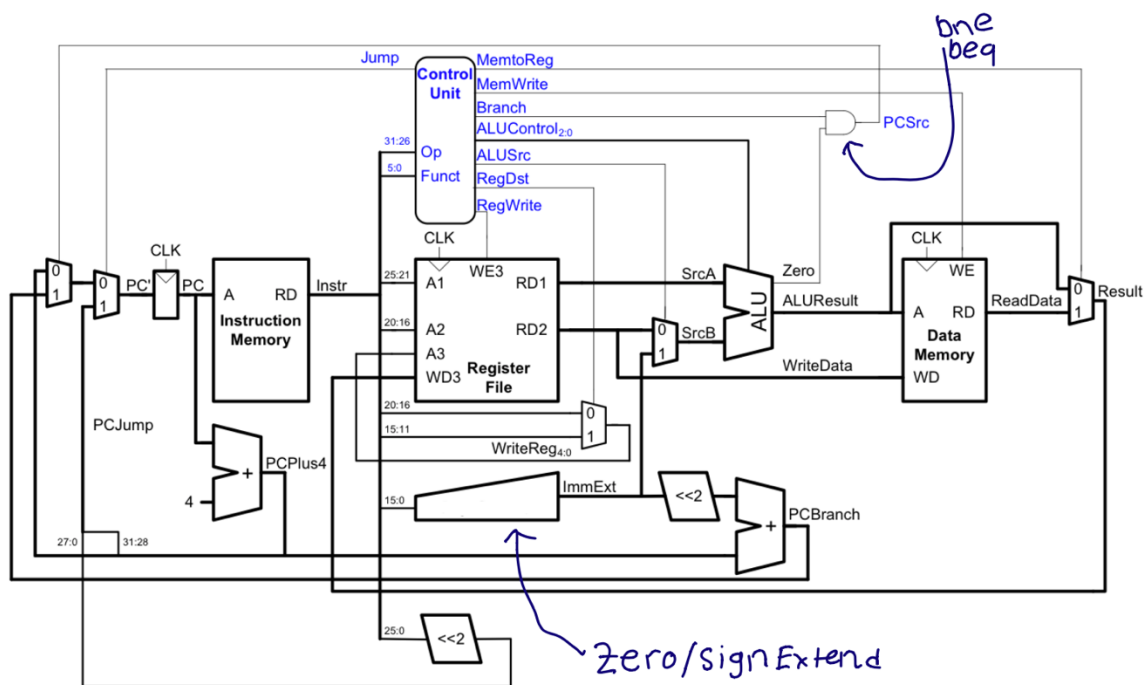 bne
beq
Jump
Control
Unit
MemtoReg
MemWrite
Branch
ALUControl2:0
ALUSrc
RegDst
RegWrite
PCSrc
31:26
Op
5:0
Funct
CLK
CLK
CLK
0
1
0
1
PC'
PC
A
RD
Instruction
Memory
Instr
25:21
A1
WE3
RD1
SrcA
Zero
20:16
A2
RD2
0
1
SrcB
ALU
ALUResult
A3
WD3
Register
File
WE
A
RD
Data
Memory
WD
ReadData
0
1
Result
WriteData
20:16
15:11
0
1
WriteReg4:0
PCJump
PCPlus4
+
4
15:0
ImmExt
<<2
+
PCBranch
27:0
31:28
25:0
<<2
Zero/SignExtend